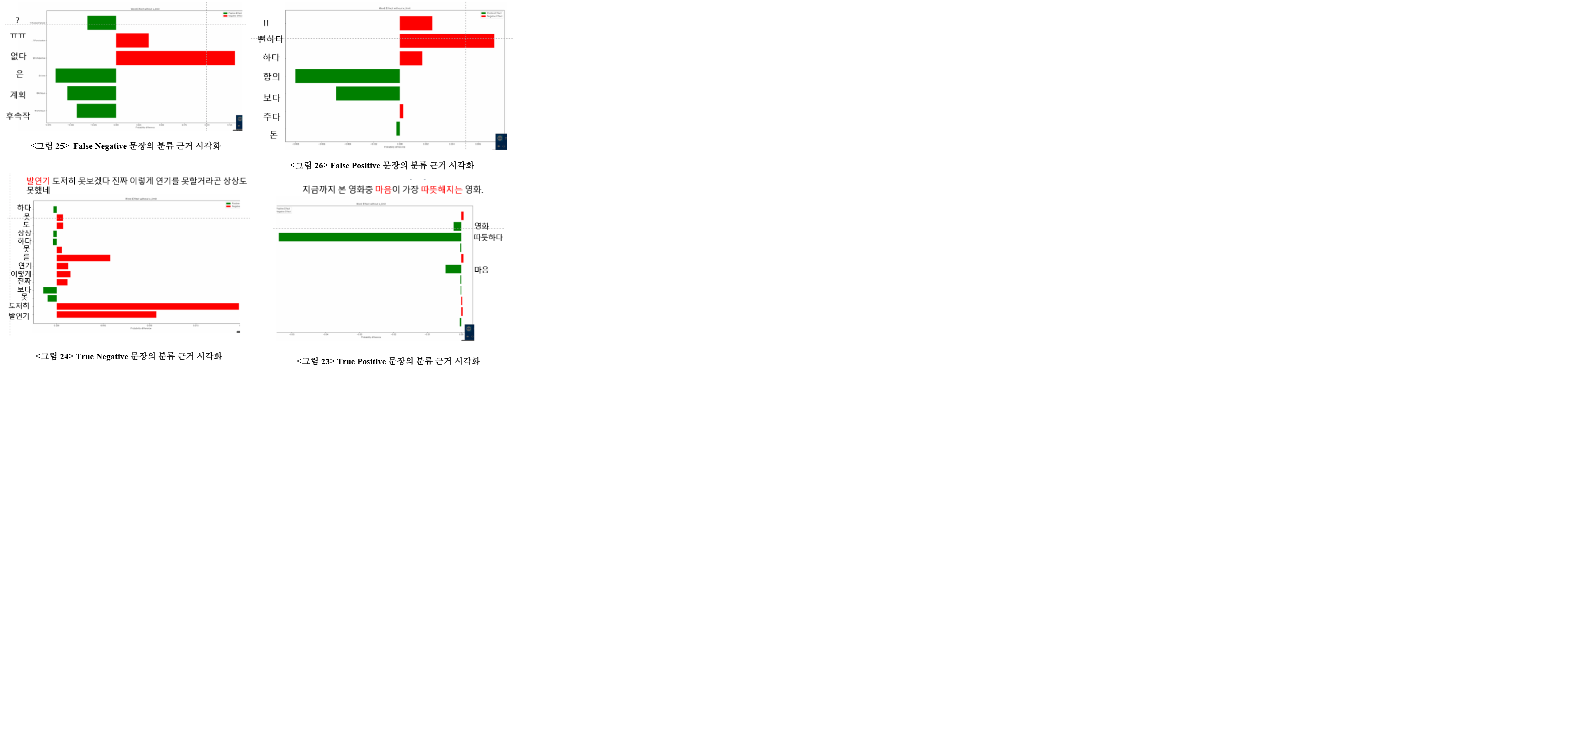 ?
ㅠㅠ
없다
은
계획
후속작
<그림 25> False Negative 문장의 분류 근거 시각화
!!
뻔하다
하다
항의
보다
주다
돈
<그림 26> False Positive 문장의 분류 근거 시각화
발연기 도저히 못보겠다 진짜 이렇게 연기를 못할거라곤 상상도
못했네
하다
못
도
상상
하다
못
를
연기
이렇게
진짜
보다
못
도저히
발연기
<그림 24> True Negative 문장의 분류 근거 시각화
지금까지 본 영화중 마음이 가장 따뜻해지는 영화.
영화
따뜻하다
마음
<그림 23> True Positive 문장의 분류 근거 시각화